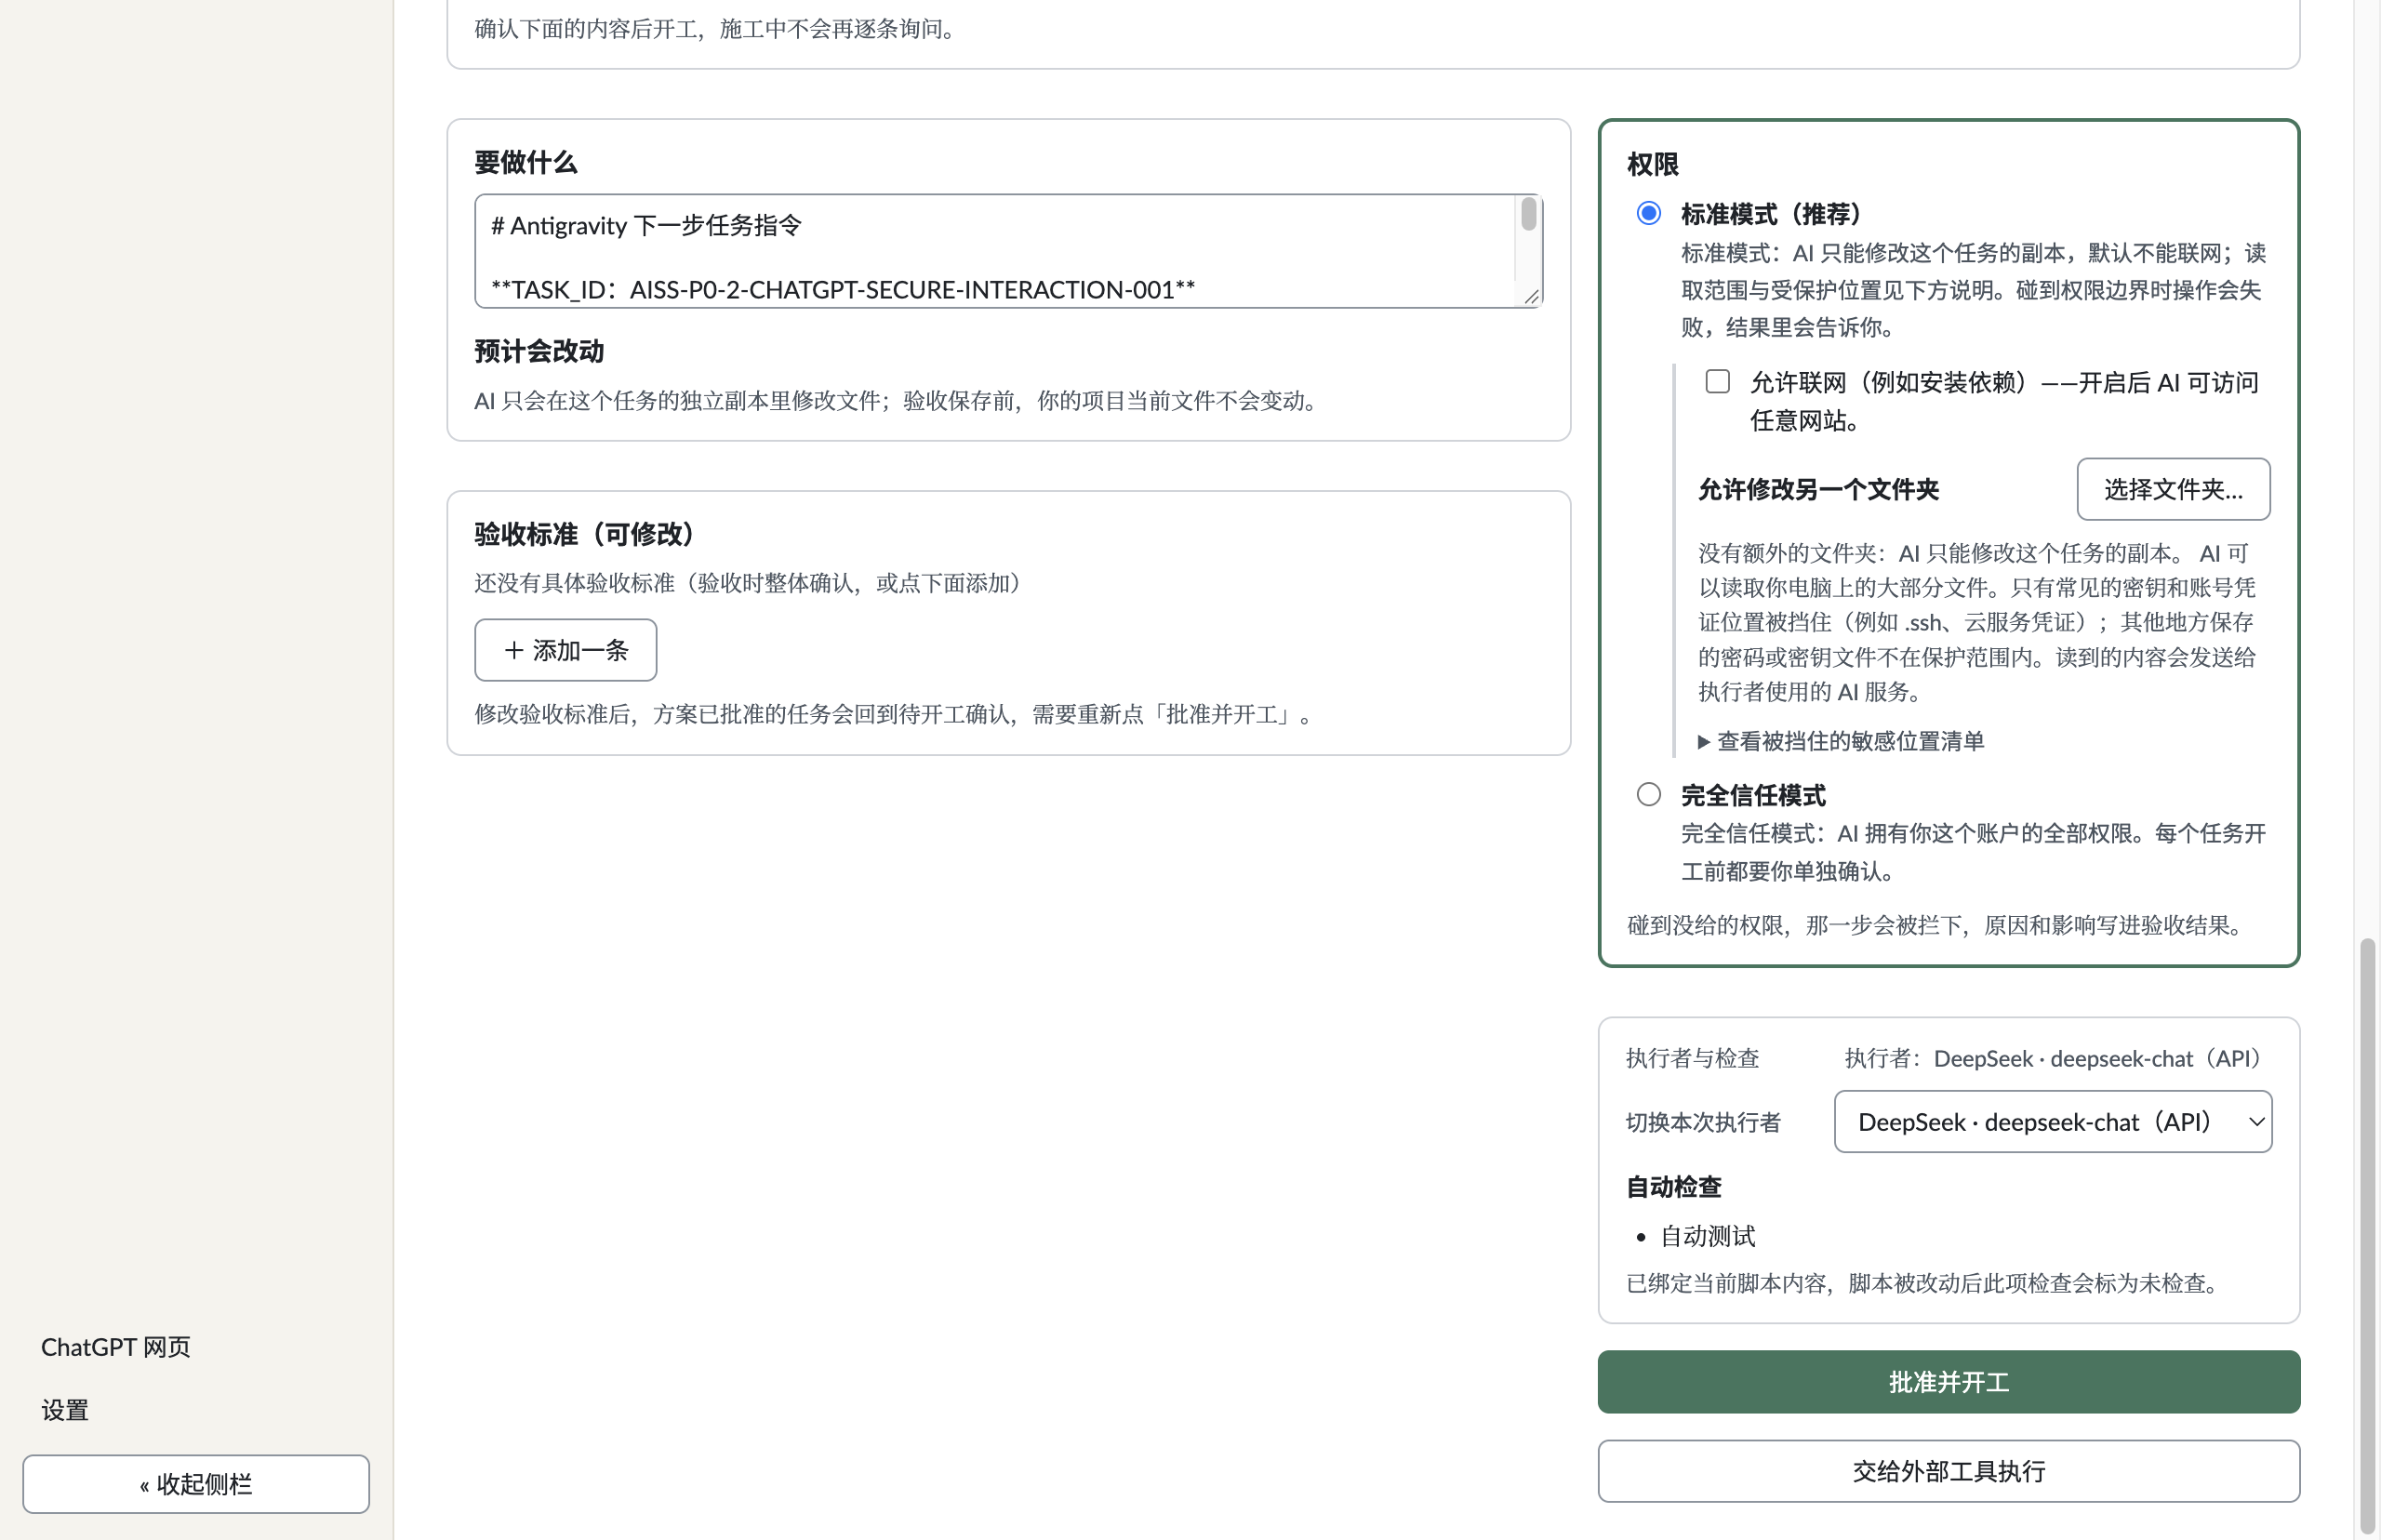 确认下面的内容后开工，施工中不会再逐条询问。
要做什么
# Antigravity 下一步任务指令
**TASK_ID：AISS-P0-2-CHATGPT-SECURE-INTERACTION-001**
预计会改动
AI 只会在这个任务的独立副本里修改文件；验收保存前，你的项目当前文件不会变动。
验收标准（可修改）
还没有具体验收标准（验收时整体确认，或点下面添加）
＋ 添加一条
修改验收标准后，方案已批准的任务会回到待开工确认，需要重新点「批准并开工」。
权限
标准模式（推荐）
标准模式：AI 只能修改这个任务的副本，默认不能联网；读
取范围与受保护位置见下方说明。碰到权限边界时操作会失
败，结果里会告诉你。
允许联网（例如安装依赖）——开启后 AI 可访问
任意网站。
允许修改另一个文件夹
选择文件夹...
没有额外的文件夹：AI 只能修改这个任务的副本。 AI 可
以读取你电脑上的大部分文件。只有常见的密钥和账号凭
证位置被挡住（例如 .ssh、云服务凭证）；其他地方保存
的密码或密钥文件不在保护范围内。读到的内容会发送给
执行者使用的 AI 服务。
▶ 查看被挡住的敏感位置清单
完全信任模式
完全信任模式：AI 拥有你这个账户的全部权限。每个任务开
工前都要你单独确认。
碰到没给的权限，那一步会被拦下，原因和影响写进验收结果。
执行者与检查
执行者：DeepSeek · deepseek-chat（API）
切换本次执行者
DeepSeek · deepseek-chat（API）
自动检查
• 自动测试
已绑定当前脚本内容，脚本被改动后此项检查会标为未检查。
批准并开工
交给外部工具执行
ChatGPT 网页
设置
« 收起侧栏